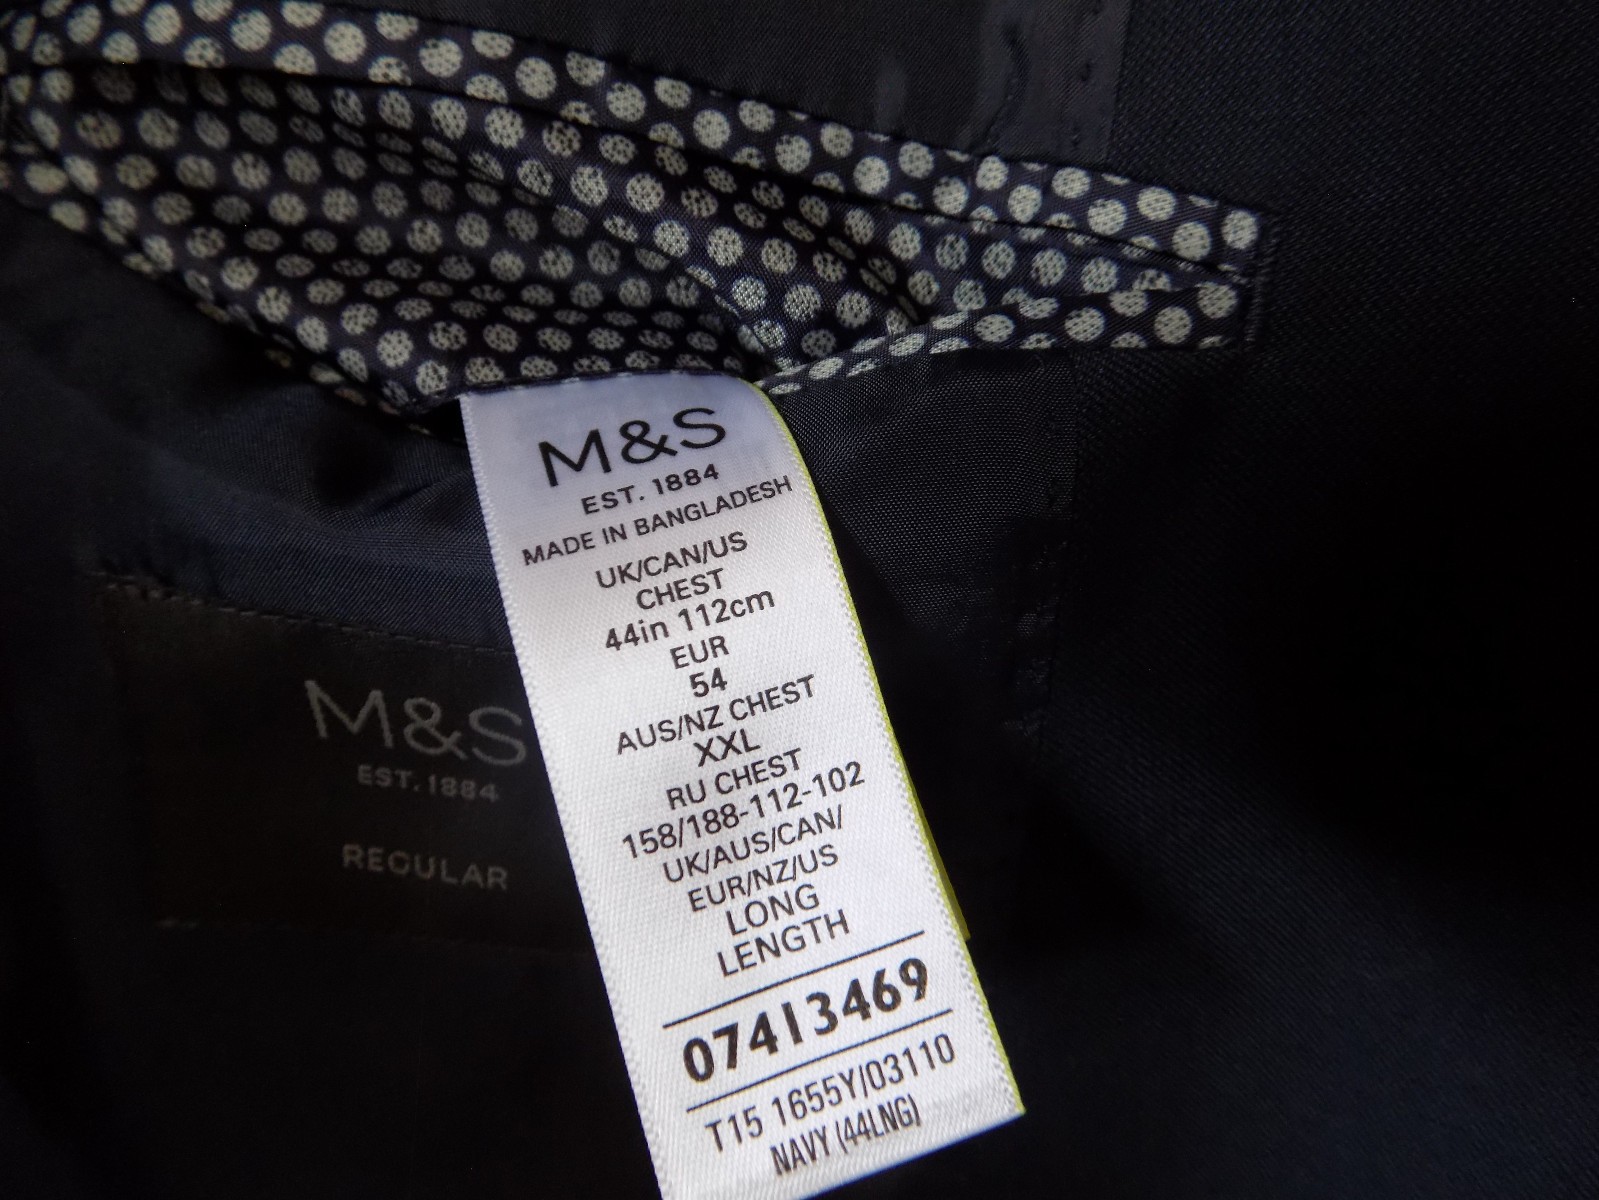 M&S
EST. 1884
MADE IN BANGLADESH
UK/CAN/US
CHEST
44in 112cm
EUR
54
AUS/NZ CHEST
XXL
RU CHEST
158/188-112-102
UK/AUS/CAN/
EUR/NZ/US
LONG
LENGTH
07413469
T15 1655Y/03110
NAVY (44LNG)
M&S
EST. 1884
REGULAR